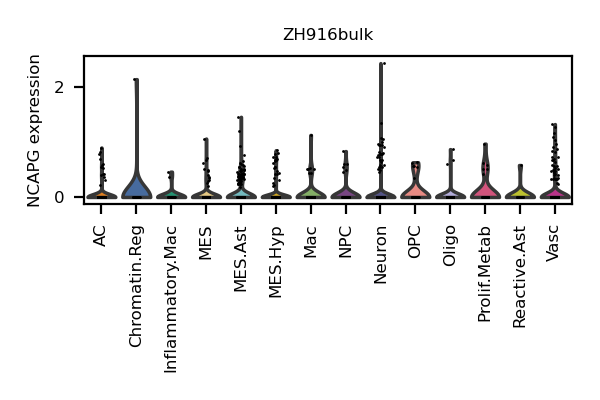 ZH916bulk
NCAPG expression
2
0
AC
Chromatin.Reg
Inflammatory.Mac
MES
MES.Ast
MES.Hyp
Mac
NPC
Neuron
OPC
Oligo
Prolif.Metab
Reactive.Ast
Vasc